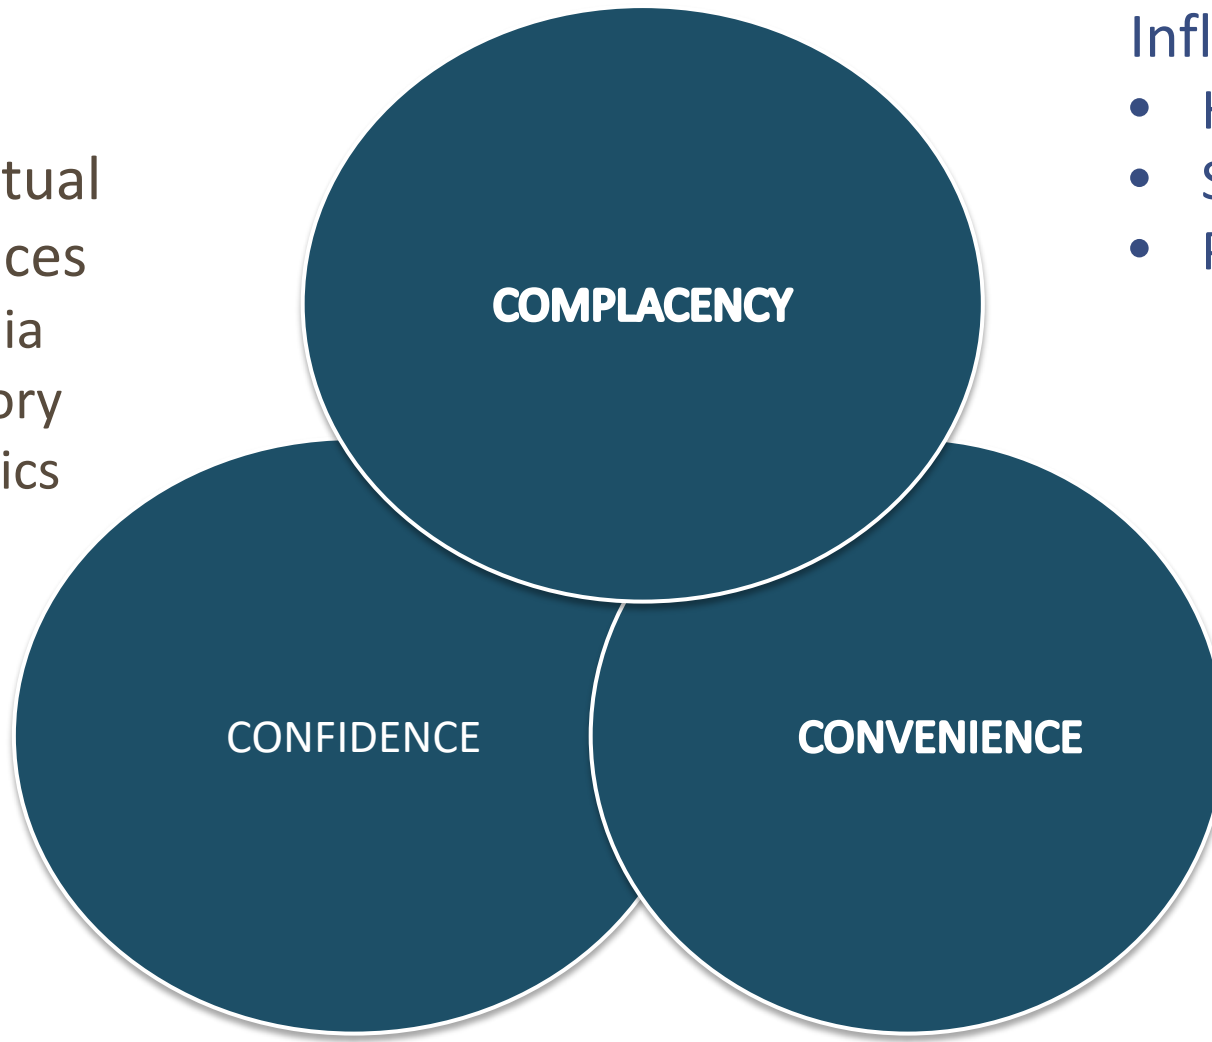 tual
ces
ia
ory
ics
Infl
•
•
•
COMPLACENCY
CONFIDENCE
CONVENIENCE